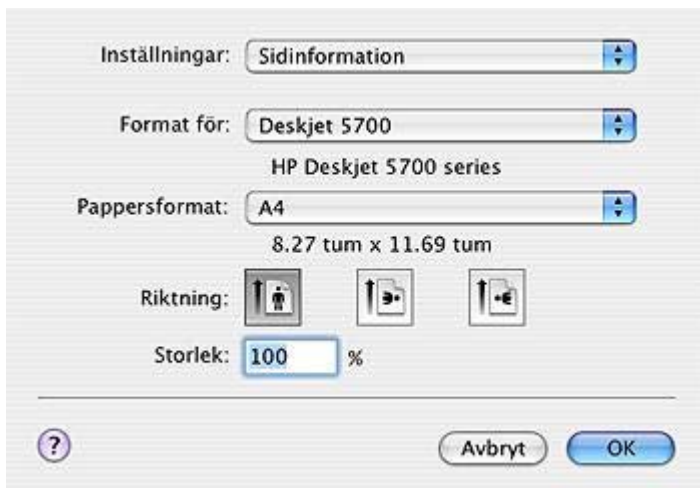 Inställningar: Sidinformation
Format för: Deskjet 5700
HP Deskjet 5700 series
Pappersformat: A4
8.27 tum x 11.69 tum
Riktning:
Storlek: 100 %
? Avbryt OK